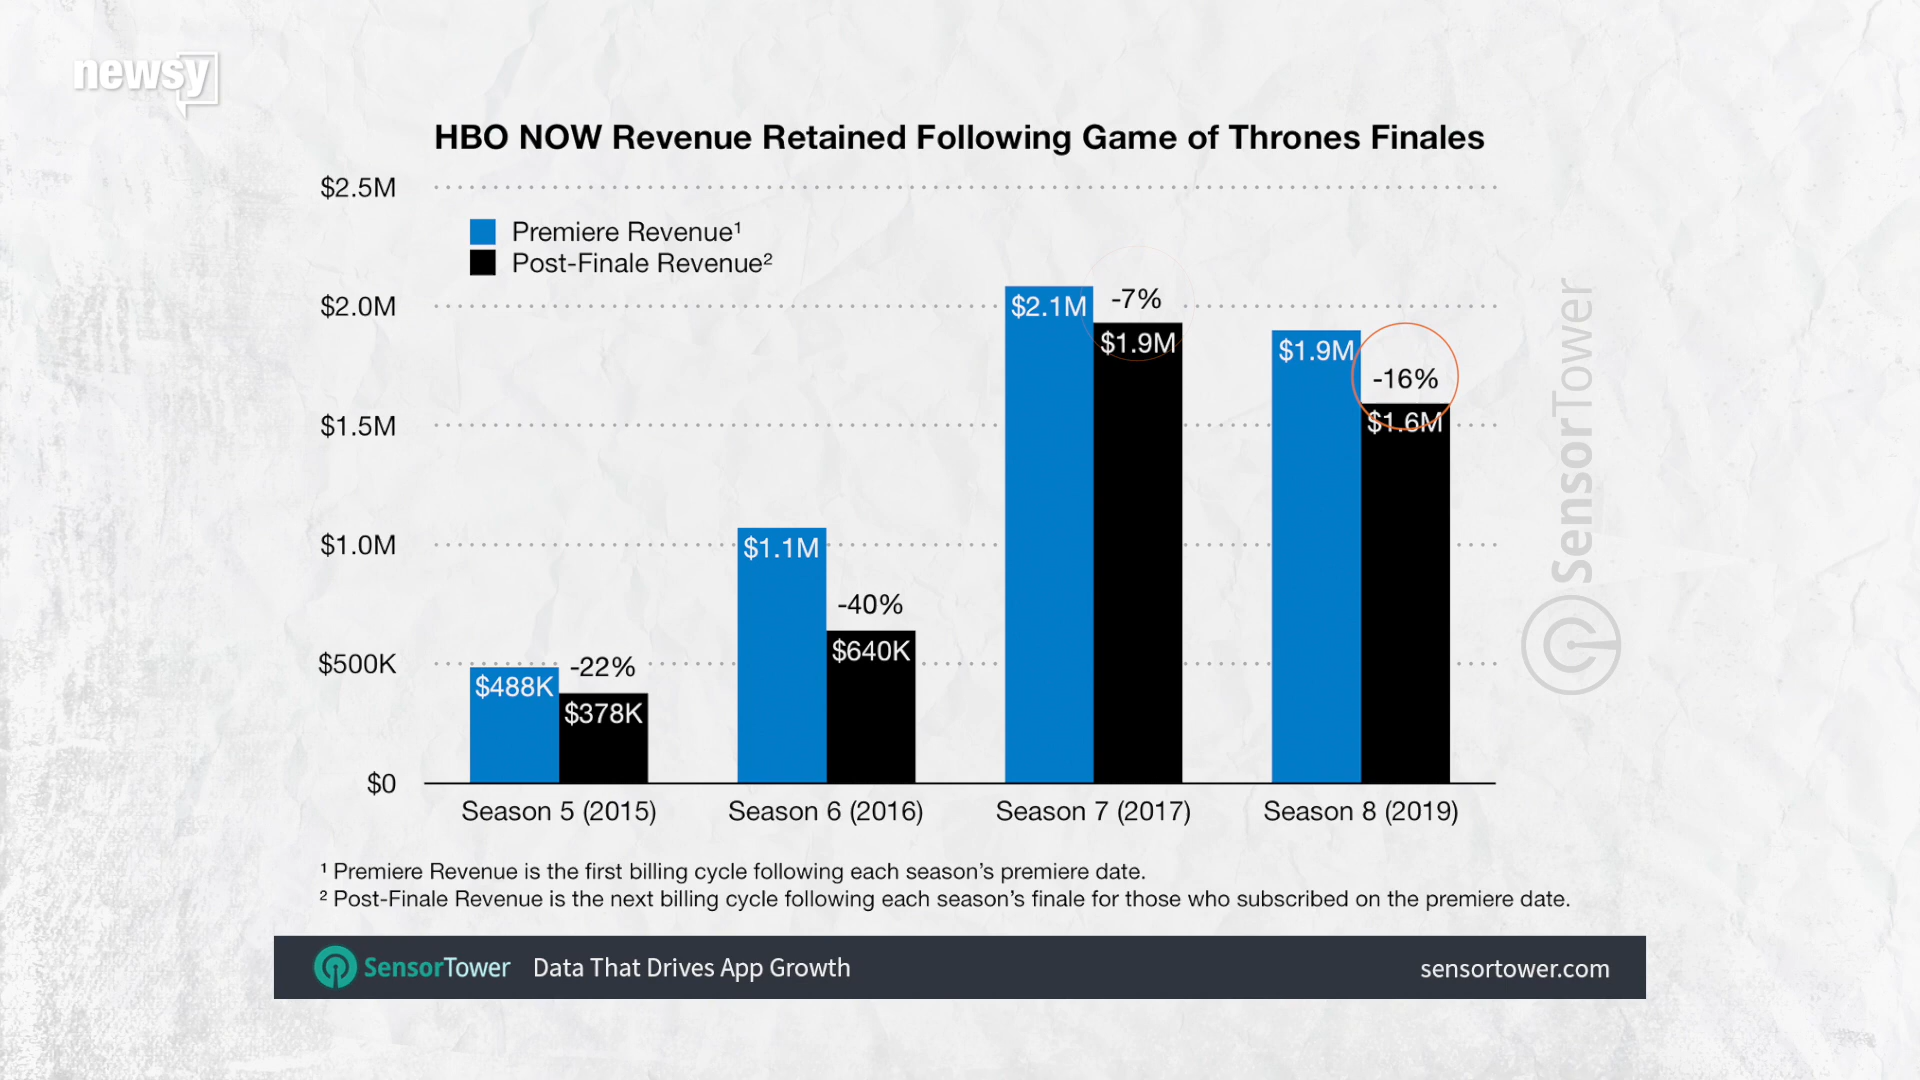 newsy
HBO NOW Revenue Retained Following Game of Thrones Finales
$2.5M
Premiere Revenue¹
Post-Finale Revenue²
$2.0M
$1.5M
$1.0M
$500K
$0
$488K
-22%
$378K
$1.1M
-40%
$640K
$2.1M
-7%
$1.9M
$1.9M
-16%
$1.6M
Season 5 (2015)
Season 6 (2016)
Season 7 (2017)
Season 8 (2019)
SensorTower
¹ Premiere Revenue is the first billing cycle following each season’s premiere date.
² Post-Finale Revenue is the next billing cycle following each season’s finale for those who subscribed on the premiere date.
SensorTower Data That Drives App Growth
sensortower.com